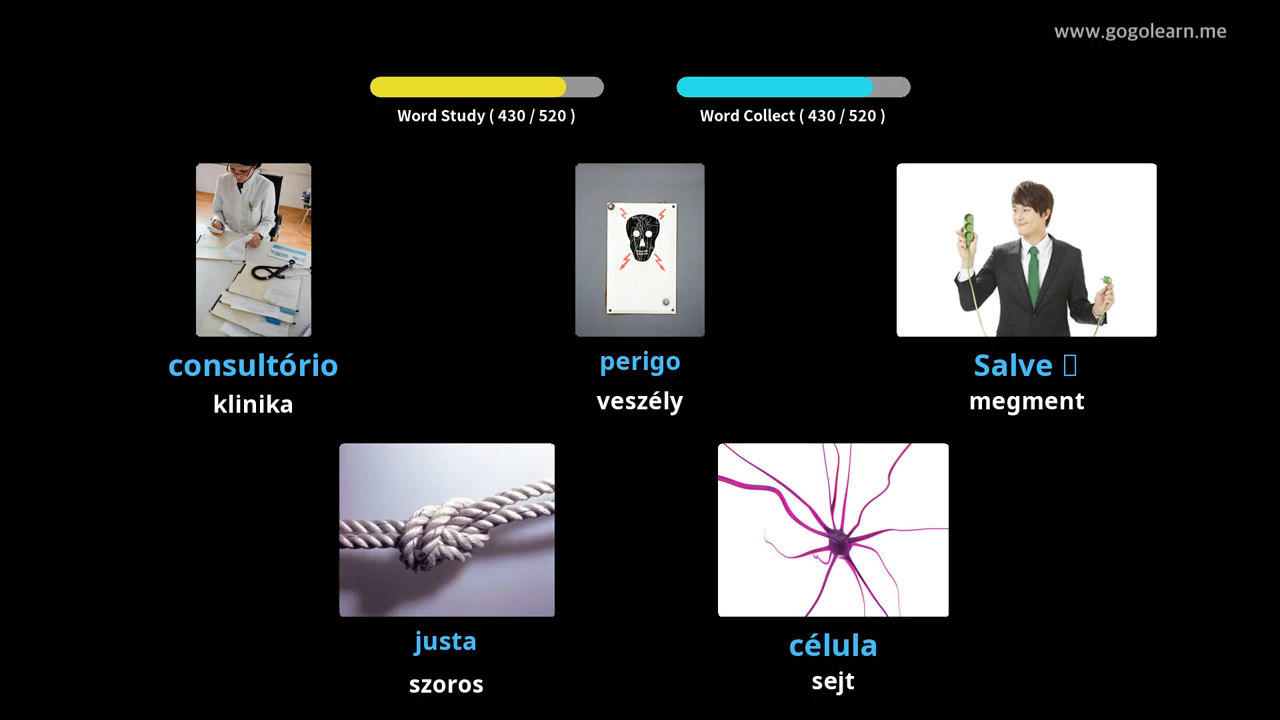 www.gogolearn.me
Word Study ( 430 / 520 )
Word Collect ( 430 / 520 )
consultório
klinika
perigo
veszély
Salve
megment
justa
szoros
célula
sejt